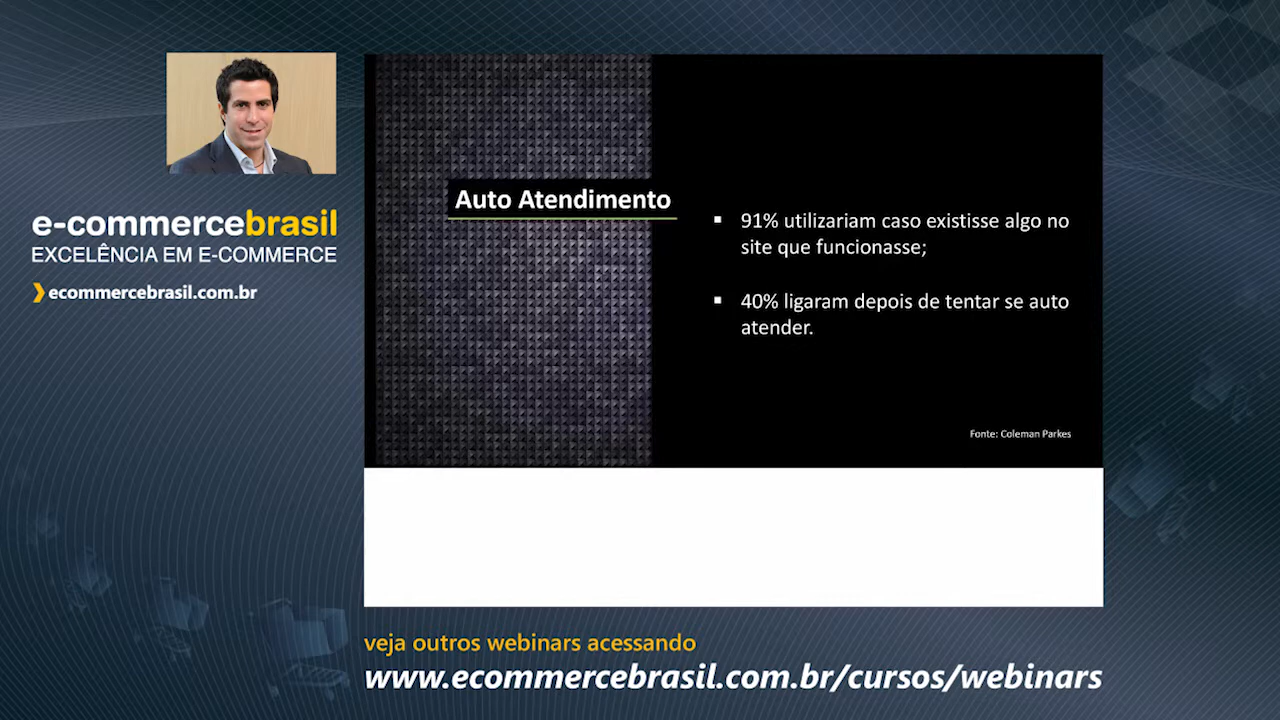 e-commercebrasil
EXCELÊNCIA EM E-COMMERCE
ecommercebrasil.com.br
Auto Atendimento
▪ 91% utilizariam caso existisse algo no
site que funcionasse;
▪ 40% ligaram depois de tentar se auto
atender.
Fonte: Coleman Parkes
veja outros webinars acessando
www.ecommercebrasil.com.br/cursos/webinars